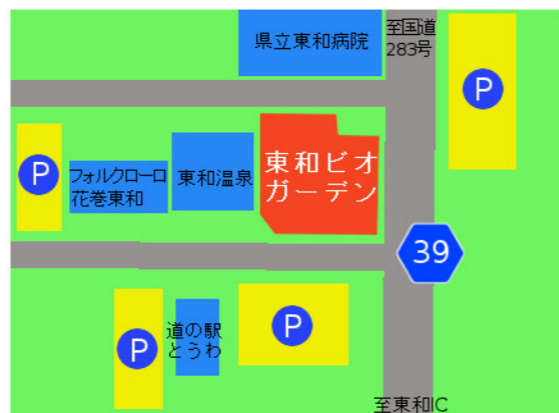 県立東和病院
至国道
283号
P
P
フォルクローロ
花巻東和
東和温泉
東和ビオ
ガーデン
39
P
道の駅
とうわ
P
至東和IC